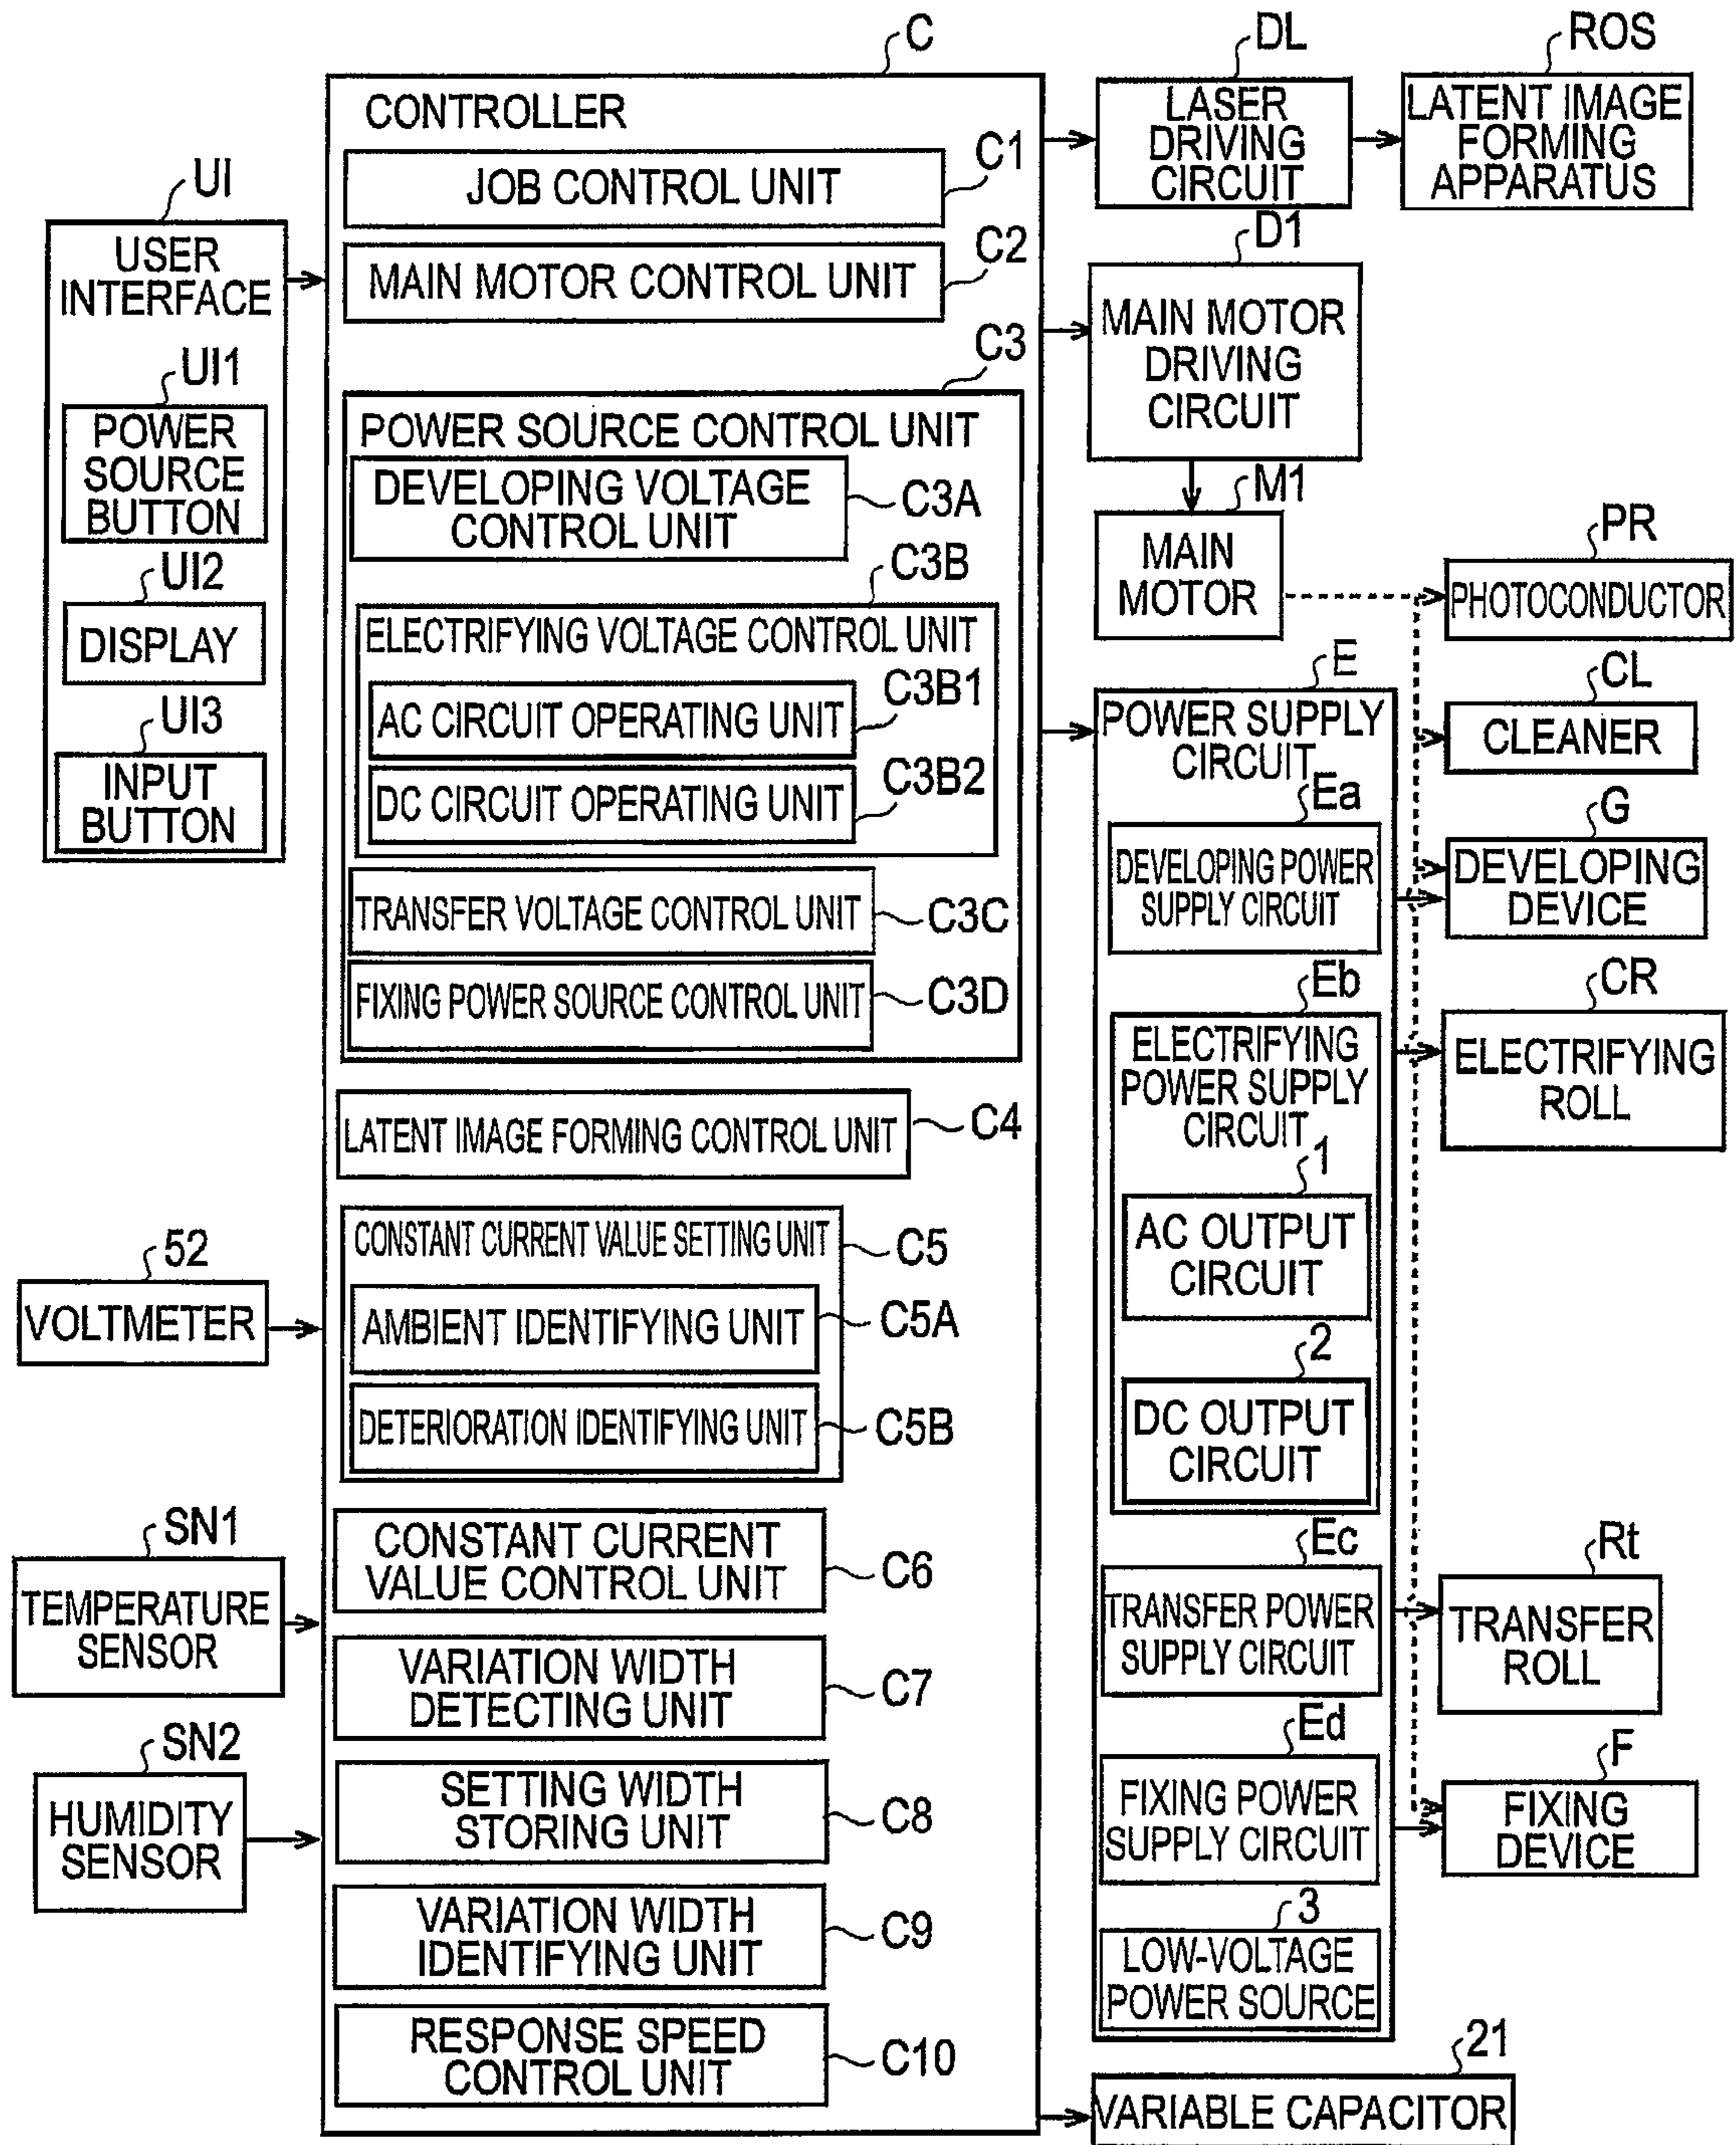 UI
USER
INTERFACE
UI1
POWER
SOURCE
BUTTON
UI2
DISPLAY
UI3
INPUT
BUTTON
52
VOLTMETER
SN1
TEMPERATURE
SENSOR
SN2
HUMIDITY
SENSOR
C
CONTROLLER
C1
JOB CONTROL UNIT
C2
MAIN MOTOR CONTROL UNIT
C3
POWER SOURCE CONTROL UNIT
DEVELOPING VOLTAGE
CONTROL UNIT
C3A
C3B
ELECTRIFYING VOLTAGE CONTROL UNIT
C3B1
AC CIRCUIT OPERATING UNIT
C3B2
DC CIRCUIT OPERATING UNIT
TRANSFER VOLTAGE CONTROL UNIT
C3C
FIXING POWER SOURCE CONTROL UNIT
C3D
LATENT IMAGE FORMING CONTROL UNIT
C4
CONSTANT CURRENT VALUE SETTING UNIT
C5
AMBIENT IDENTIFYING UNIT
C5A
DETERIORATION IDENTIFYING UNIT
C5B
CONSTANT CURRENT
VALUE CONTROL UNIT
C6
VARIATION WIDTH
DETECTING UNIT
C7
SETTING WIDTH
STORING UNIT
C8
VARIATION WIDTH
IDENTIFYING UNIT
C9
RESPONSE SPEED
CONTROL UNIT
C10
DL
LASER
DRIVING
CIRCUIT
ROS
LATENT IMAGE
FORMING
APPARATUS
D1
MAIN MOTOR
DRIVING
CIRCUIT
M1
MAIN
MOTOR
E
POWER SUPPLY
CIRCUIT
Ea
DEVELOPING POWER
SUPPLY CIRCUIT
Eb
ELECTRIFYING
POWER SUPPLY
CIRCUIT
1
AC OUTPUT
CIRCUIT
2
DC OUTPUT
CIRCUIT
Ec
TRANSFER POWER
SUPPLY CIRCUIT
Ed
FIXING POWER
SUPPLY CIRCUIT
3
LOW-VOLTAGE
POWER SOURCE
21
VARIABLE CAPACITOR
PR
PHOTOCONDUCTOR
CL
CLEANER
G
DEVELOPING
DEVICE
CR
ELECTRIFYING
ROLL
Rt
TRANSFER
ROLL
F
FIXING
DEVICE